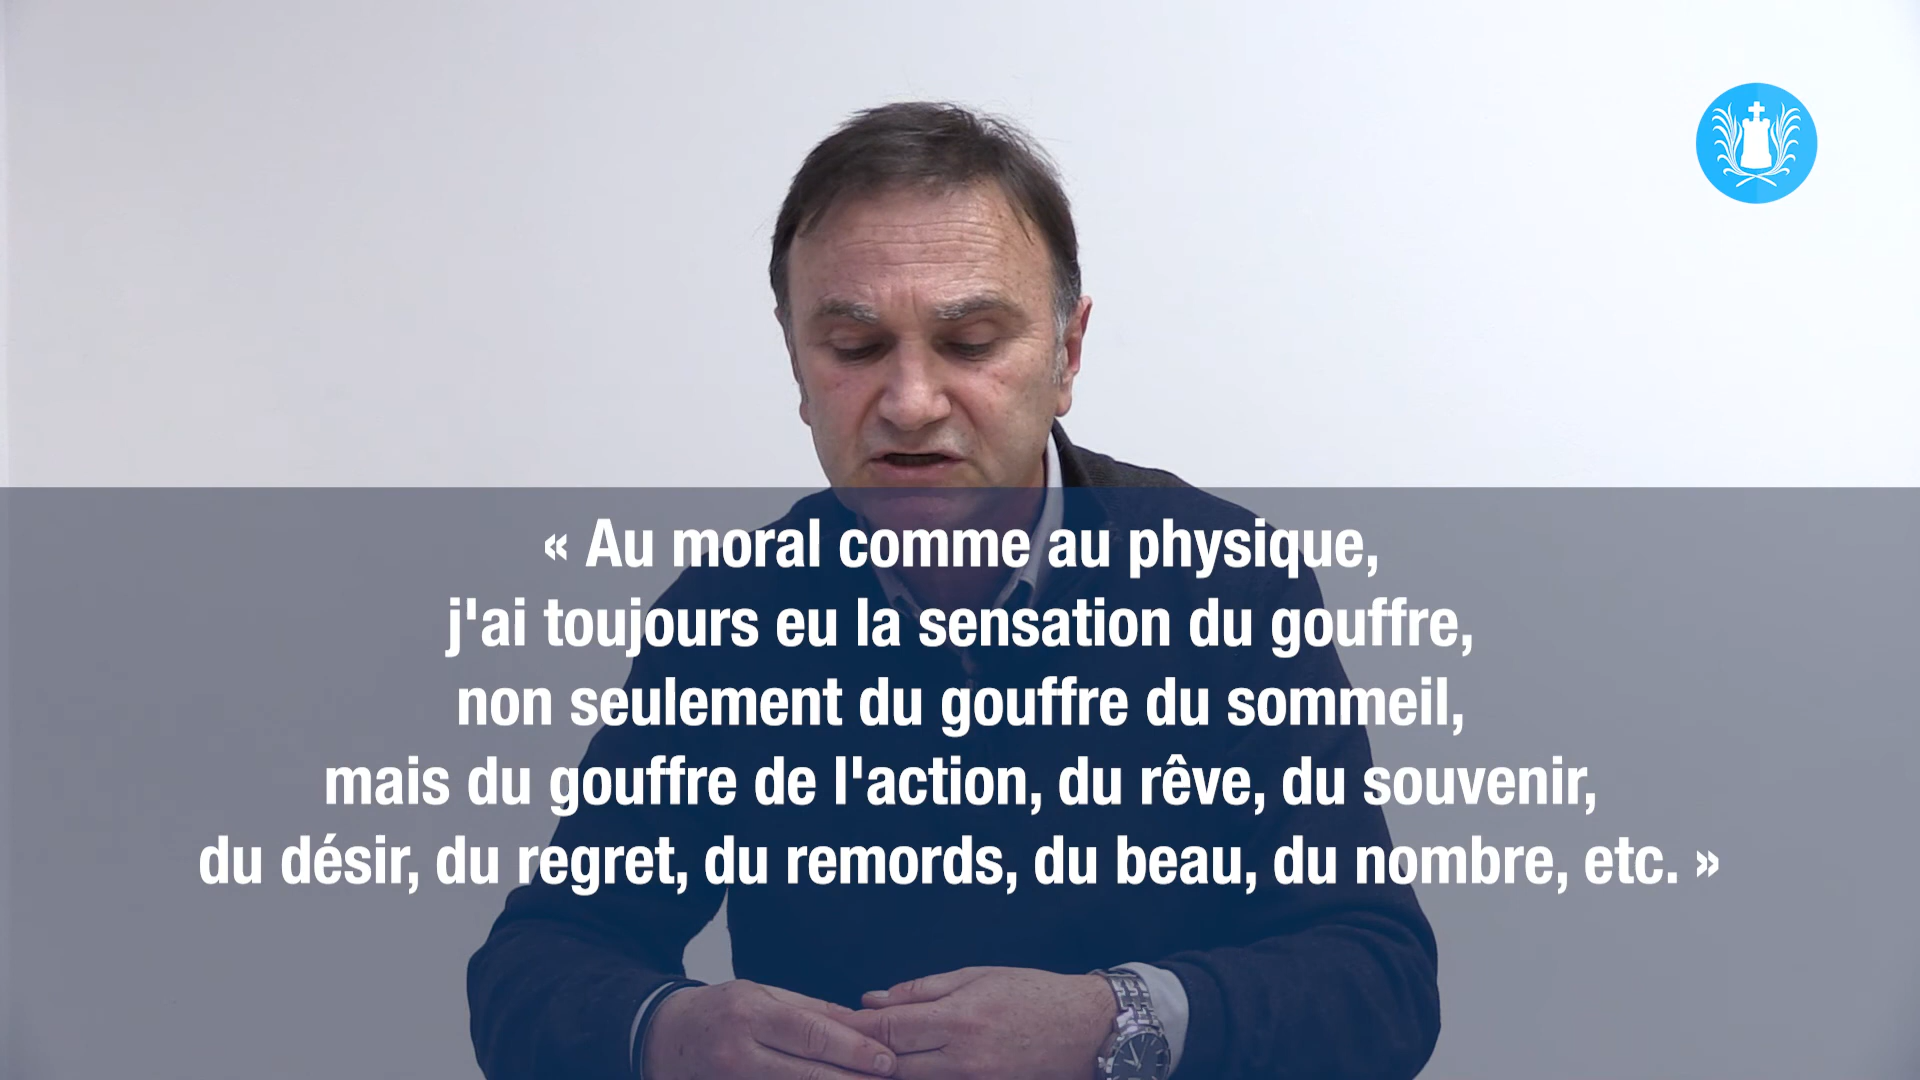 « Au moral comme au physique,
j'ai toujours eu la sensation du gouffre,
non seulement du gouffre du sommeil,
mais du gouffre de l'action, du rêve, du souvenir,
du désir, du regret, du remords, du beau, du nombre, etc. »